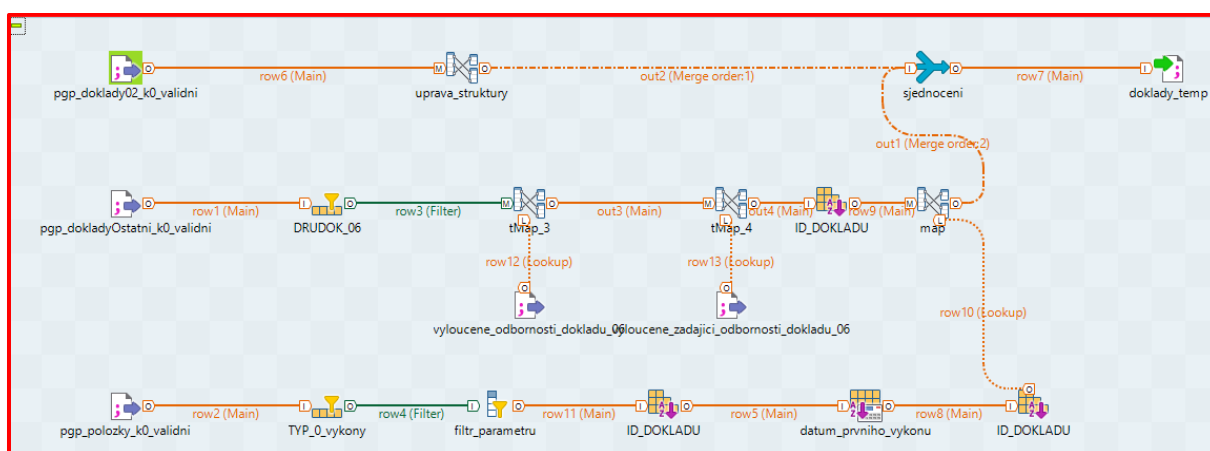 row6 (Main)
out2 (Merge order:1)
row7 (Main)
pgp_doklady02_k0_validni
uprava_struktury
sjednoceni
doklady_temp
out1 (Merge order:2)
row1 (Main)
row3 (Filter)
out3 (Main)
out4 (Main)
row9 (Main)
pgp_dokladyOstatni_k0_validni
DRUDOK_06
tMap_3
tMap_4
ID_DOKLADU
map
row12 (Lookup)
row13 (Lookup)
row10 (Lookup)
vyloucene_odbornosti_dokladu_06
vyloucene_zadajici_odbornosti_dokladu_06
row2 (Main)
row4 (Filter)
row11 (Main)
row5 (Main)
row8 (Main)
pgp_polozky_k0_validni
TYP_0_vykony
filtr_parametru
ID_DOKLADU
datum_prvniho_vykonu
ID_DOKLADU